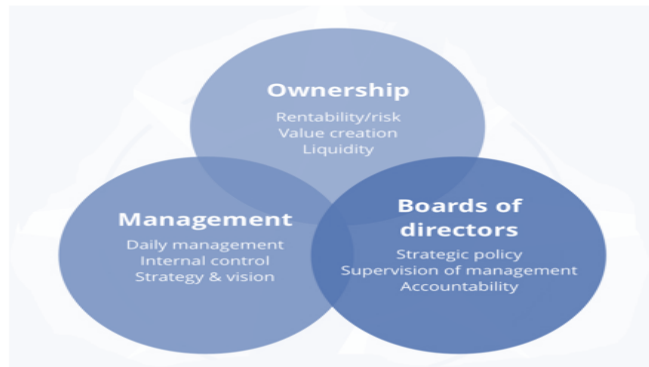 Ownership
Rentability/risk
Value creation
Liquidity
Management
Daily management
Internal control
Strategy & vision
Boards of
directors
Strategic policy
Supervision of management
Accountability